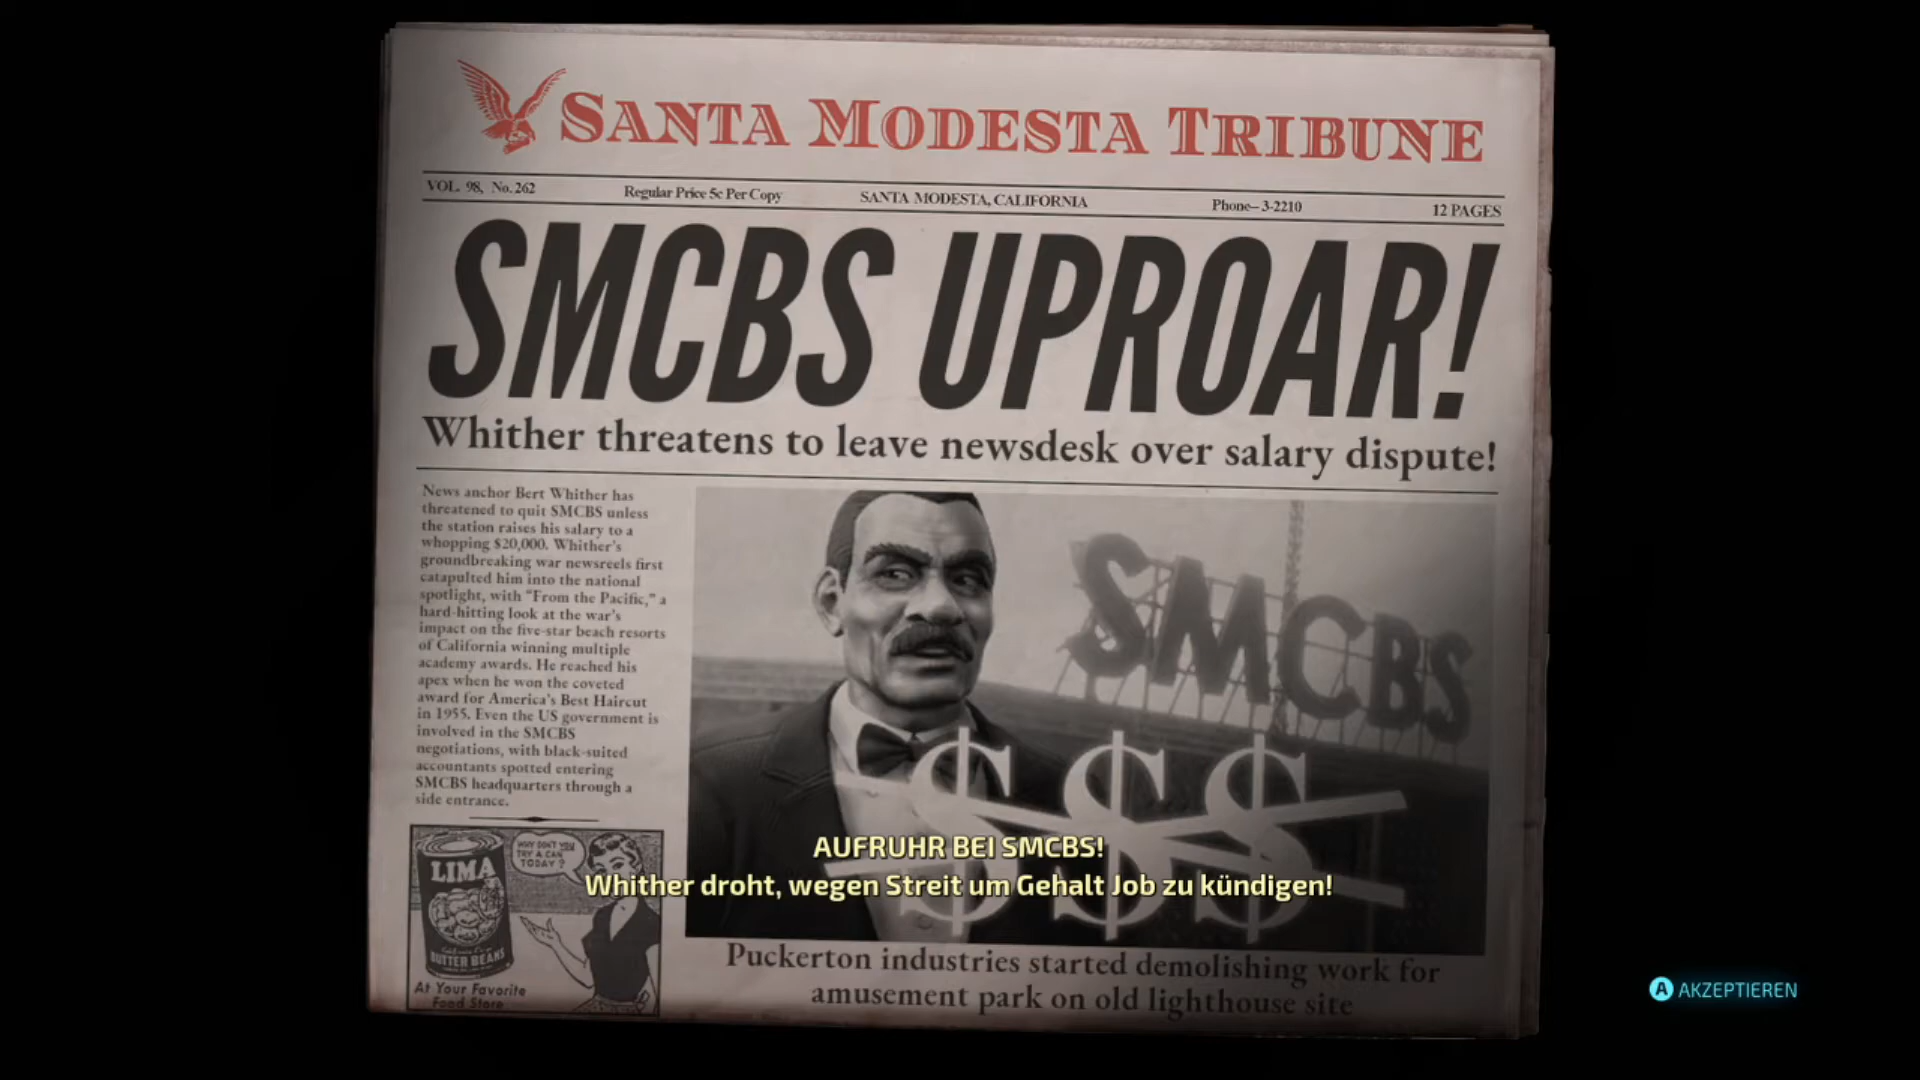 SANTA MODESTA TRIBUNE
VOL. 98, No. 262 Regular Price 5c Per Copy SANTA MODESTA, CALIFORNIA Phone–3-2210 12 PAGES
SMCBS UPROAR!
Whither threatens to leave newsdesk over salary dispute!
News anchor Bert Whither has
threatened to quit SMCBS unless
the station raises his salary to a
whopping $20,000. Whither's
groundbreaking war newsreels first
catapulted him into the national
spotlight, with "From the Pacific," a
hard-hitting look at the war's
impact on the five-star beach resorts
of California winning multiple
academy awards. He reached his
apex when he won the coveted
award for America's Best Haircut
in 1955. Even the US government is
involved in the SMCBS
negotiations, with black-suited
accountants spotted entering
SMCBS headquarters through a
side entrance.
SMCBS
$$$
WHY DON'T YOU
TRY A CAN
TODAY?
LIMA
BUTTER BEANS
At Your Favorite
Food Store
AUFRUHR BEI SMCBS!
Whither droht, wegen Streit um Gehalt Job zu kündigen!
Puckerton industries started demolishing work for
amusement park on old lighthouse site
A AKZEPTIEREN